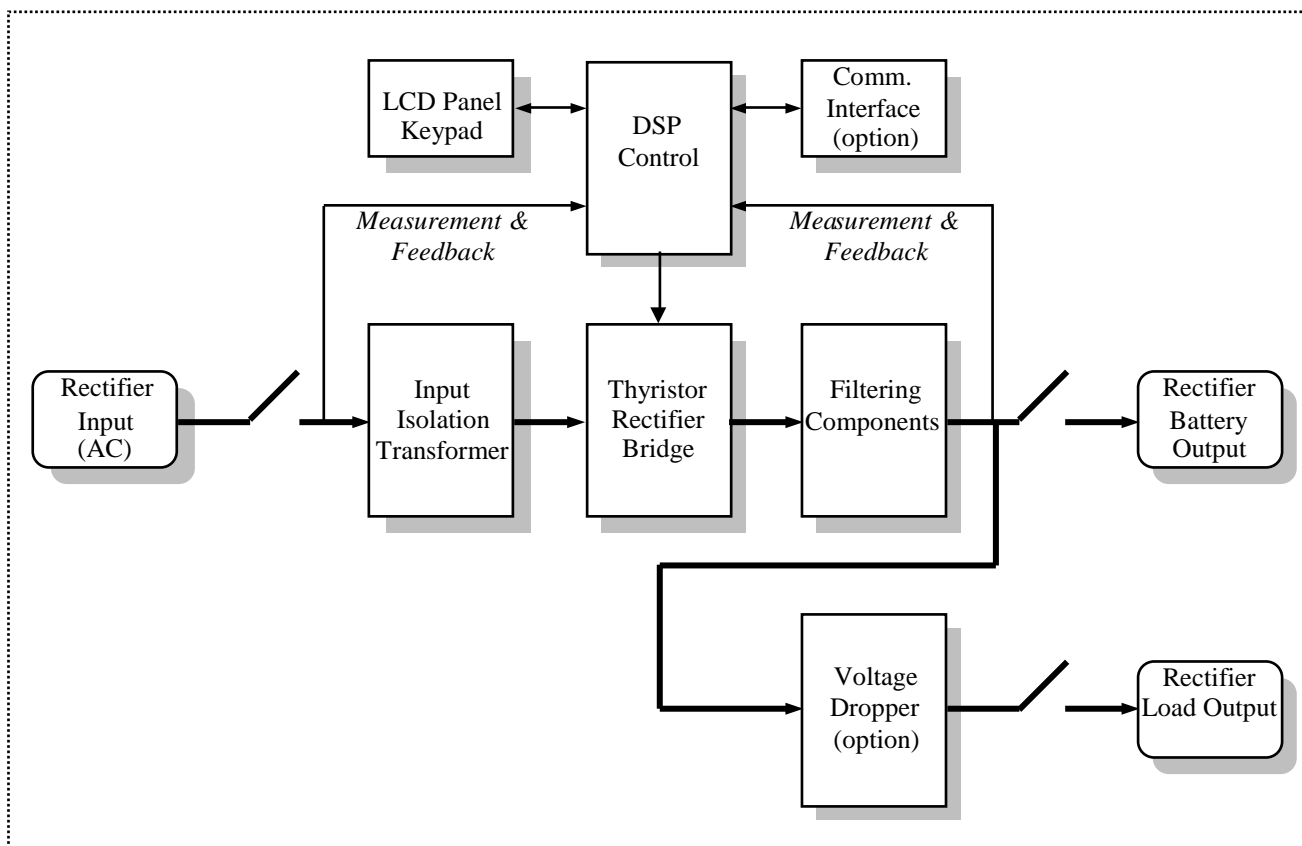 LCD Panel
Keypad
DSP
Control
Comm.
Interface
(option)
Measurement &
Feedback
Measurement &
Feedback
Rectifier
Input
(AC)
Input
Isolation
Transformer
Thyristor
Rectifier
Bridge
Filtering
Components
Rectifier
Battery
Output
Voltage
Dropper
(option)
Rectifier
Load Output